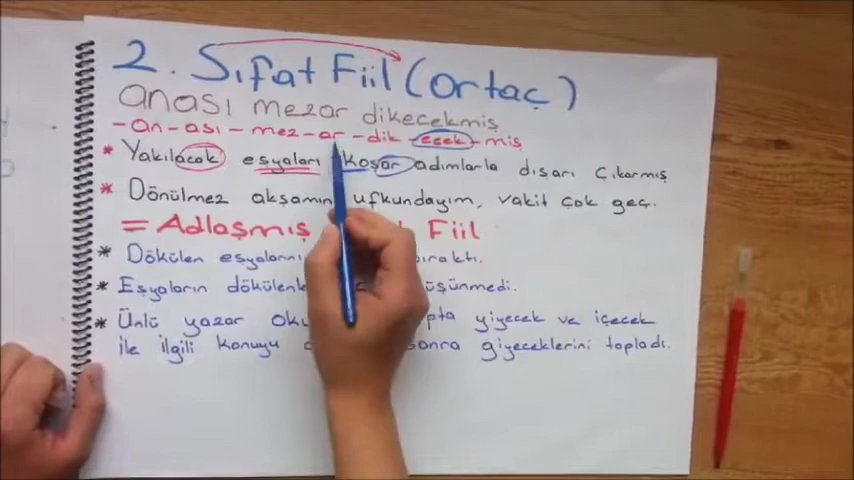 2. Sıfat Fiil (Ortaç)
anası mezar dikecekmiş
-an-ası-mez-ar-dik-ecek-miş
* Yakılacak eşyaları koşar adımlarla dışarı çıkarmış
* Dönülmez akşamın ufkundayım, vakit çok geç.
= Adlaşmış Fiil
* Dökülen
* Eşyaların düşünmedi.
* Ünlü yazar yiyecek ve içecek
ile ilgili konuyu sonra giyeceklerini topladı.